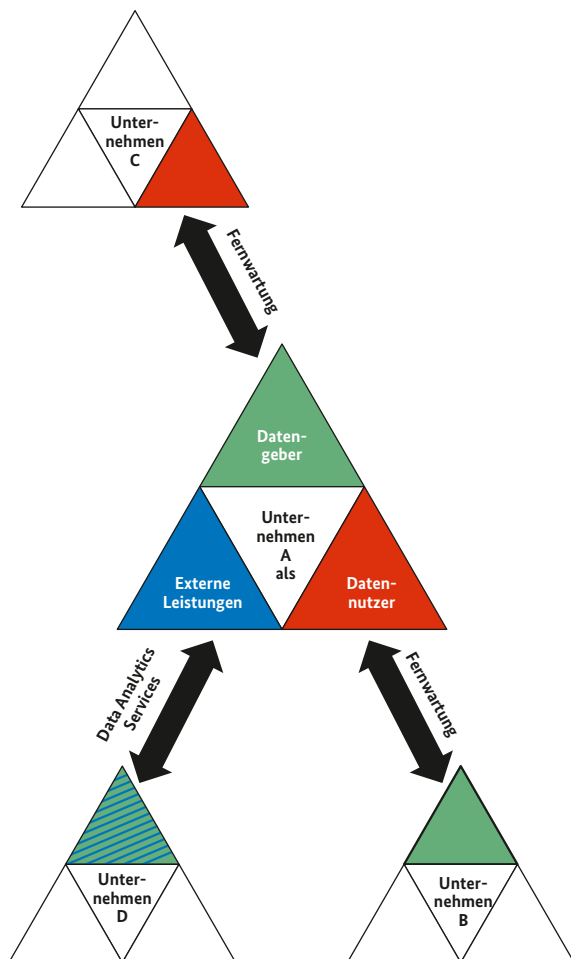 Unter-
nehmen
C
Fernwartung
Daten-
geber
Unter-
nehmen
A
als
Externe
Leistungen
Daten-
nutzer
Data Analytics
Services
Fernwartung
Unter-
nehmen
D
Unter-
nehmen
B